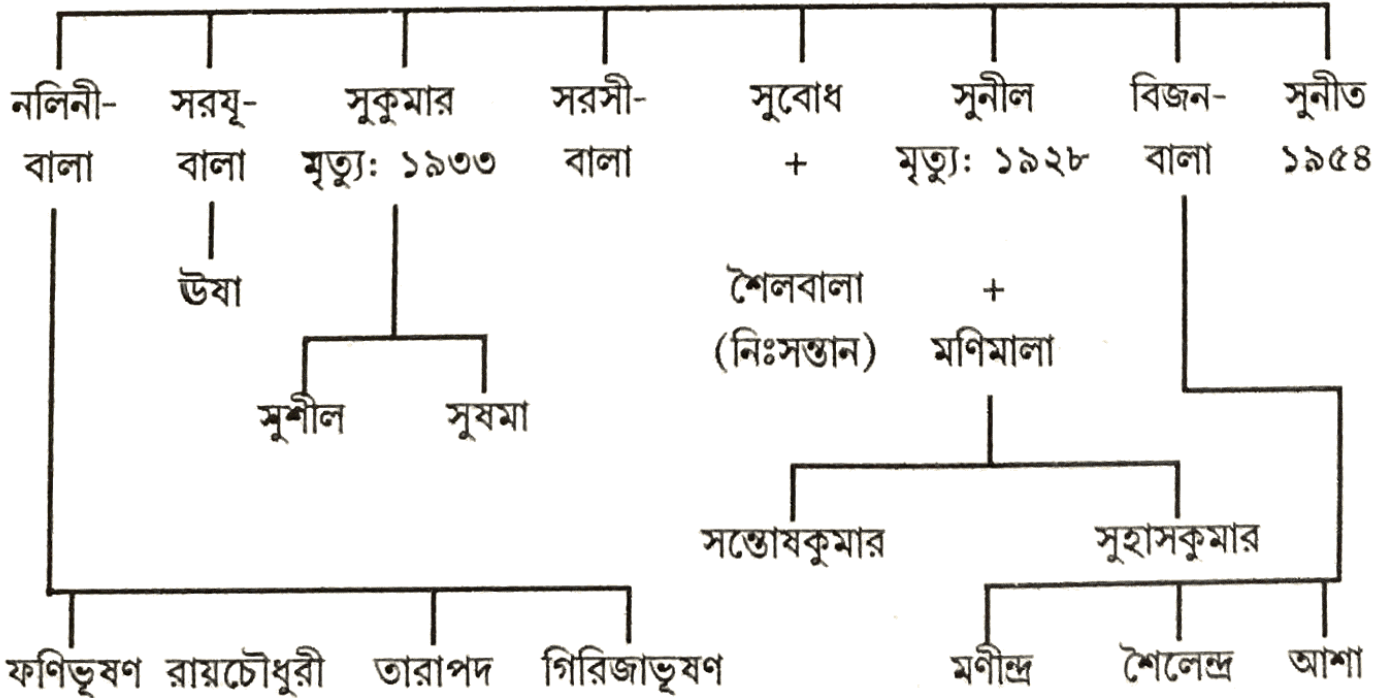 নলিনী- সরযূ- সুকুমার সরসী- সুবোধ সুনীল বিজন- সুনীত
বালা বালা মৃত্যু: ১৯৩৩ বালা + মৃত্যু: ১৯২৮ বালা ১৯৫৪
ঊষা শৈলবালা +
(নিঃসন্তান) মণিমালা
সুশীল সুষমা
সন্তোষকুমার সুহাসকুমার
ফণিভূষণ রায়চৌধুরী তারাপদ গিরিজাভূষণ মণীন্দ্র শৈলেন্দ্র আশা